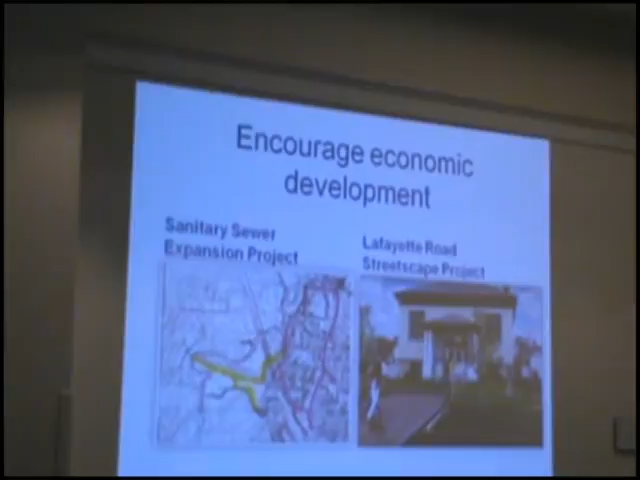 Encourage economic
development
Sanitary Sewer
Expansion Project
Lafayette Road
Streetscape Project